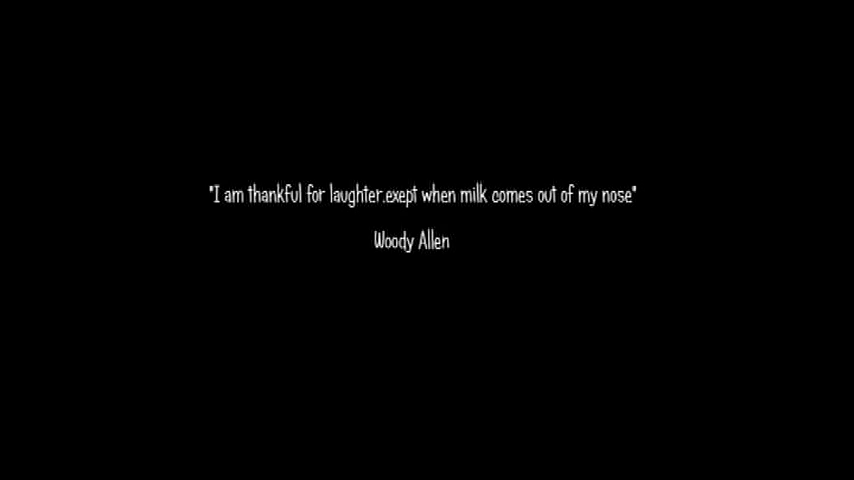 "I am thankful for laughter.exept when milk comes out of my nose"
Woody Allen